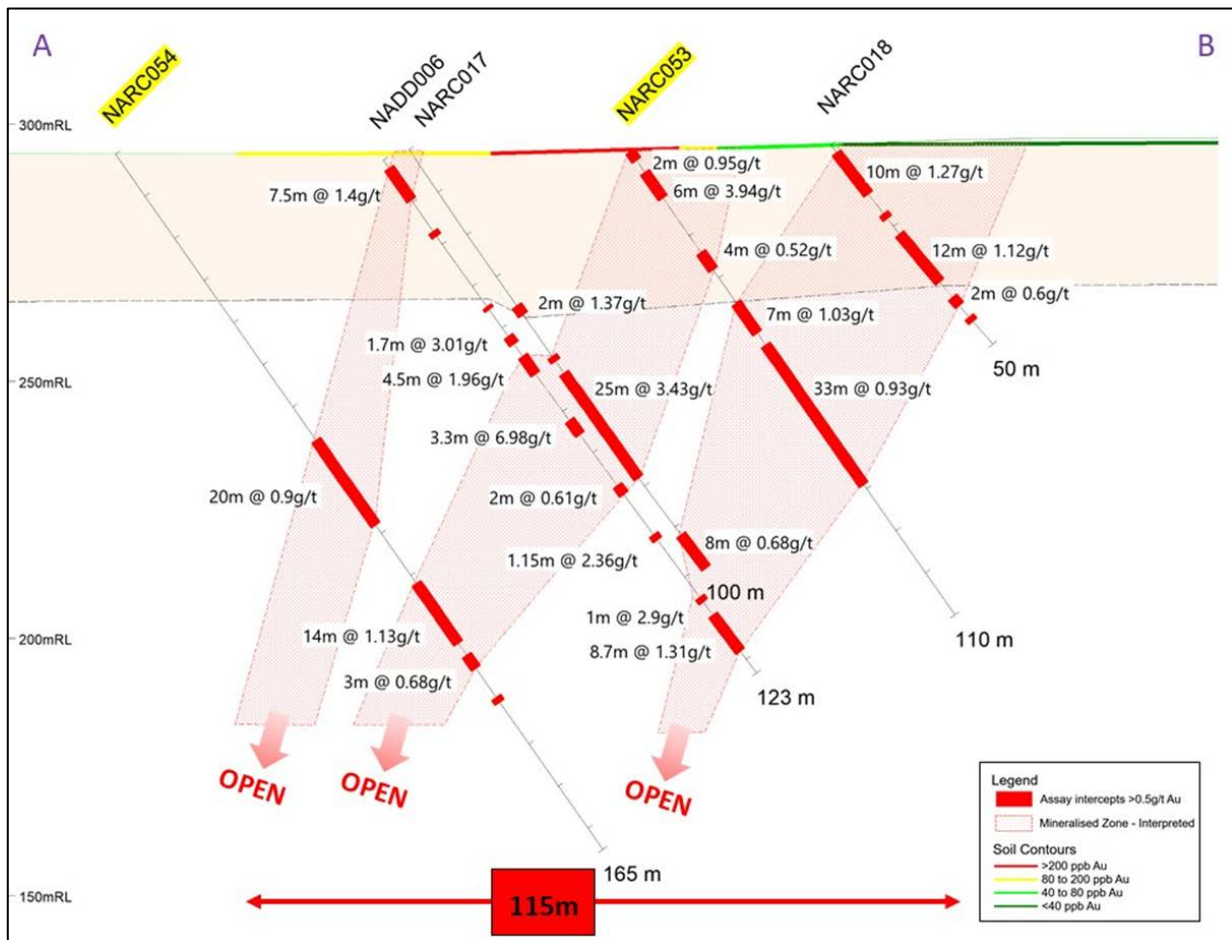 A
B
NARC054
NADD006
NARC017
NARC053
NARC018
300mRL
2m @ 0.95g/t
10m @ 1.27g/t
7.5m @ 1.4g/t
6m @ 3.94g/t
4m @ 0.52g/t
12m @ 1.12g/t
2m @ 0.6g/t
2m @ 1.37g/t
7m @ 1.03g/t
1.7m @ 3.01g/t
50 m
4.5m @ 1.96g/t
250mRL
25m @ 3.43g/t
33m @ 0.93g/t
3.3m @ 6.98g/t
20m @ 0.9g/t
2m @ 0.61g/t
8m @ 0.68g/t
1.15m @ 2.36g/t
100 m
1m @ 2.9g/t
14m @ 1.13g/t
200mRL
110 m
8.7m @ 1.31g/t
3m @ 0.68g/t
123 m
OPEN
OPEN
OPEN
Legend
Assay intercepts >0.5g/t Au
Mineralised Zone - Interpreted
Soil Contours
>200 ppb Au
80 to 200 ppb Au
40 to 80 ppb Au
<40 ppb Au
165 m
150mRL
115m